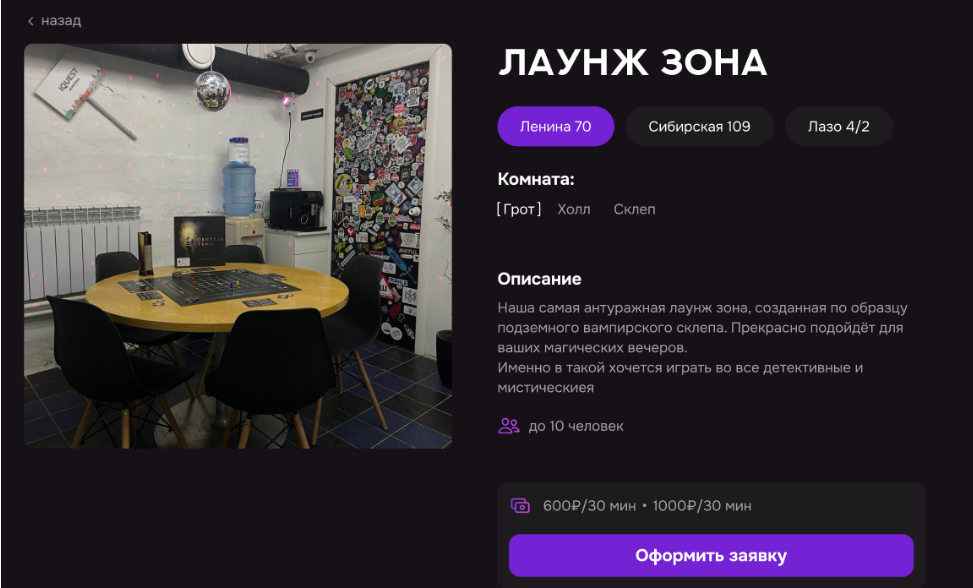 назад
IQUEST
ЛАУНЖ ЗОНА
Ленина 70
Сибирская 109
Лазо 4/2
Комната:
[Грот]
Холл
Склеп
Описание
Наша самая антуражная лаунж зона, созданная по образцу
подземного вампирского склепа. Прекрасно подойдёт для
ваших магических вечеров.
Именно в такой хочется играть во все детективные и
мистическиея
до 10 человек
600₽/30 мин • 1000₽/30 мин
Оформить заявку